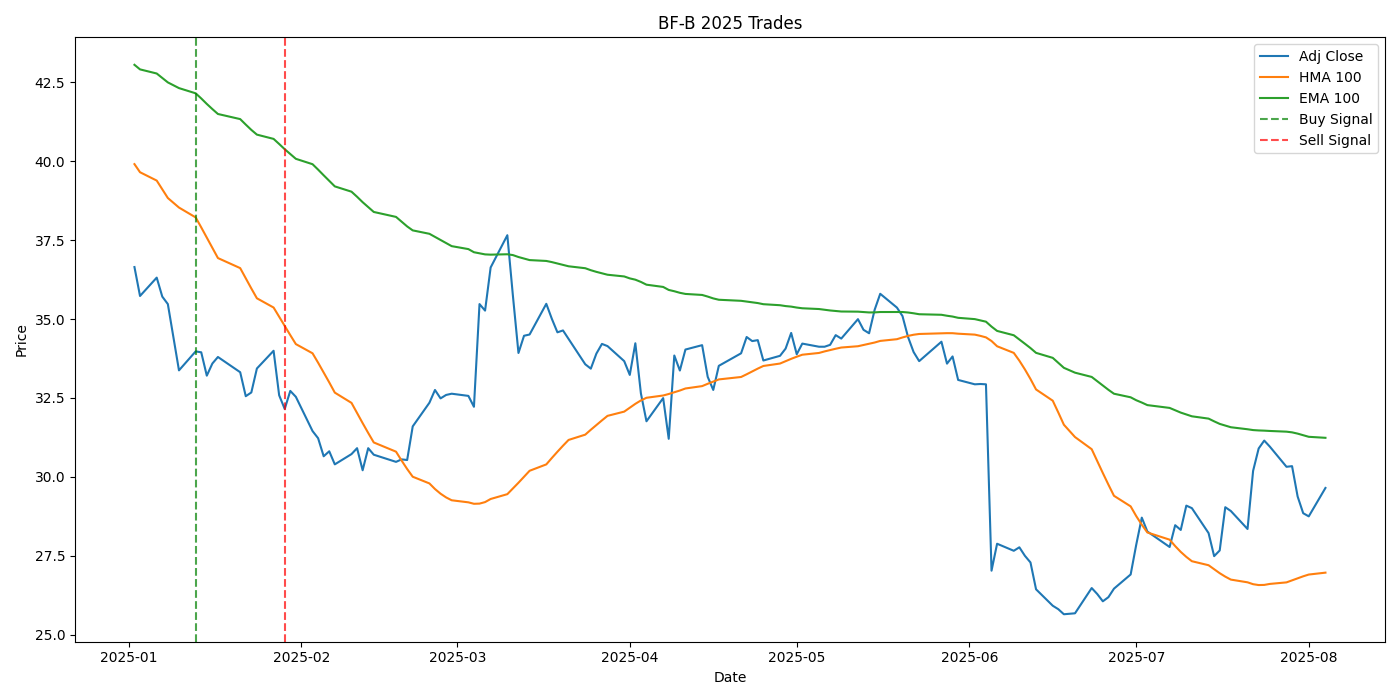 BF-B 2025 Trades
Adj Close
HMA 100
EMA 100
Buy Signal
Sell Signal
Price
42.5
40.0
37.5
35.0
32.5
30.0
27.5
25.0
2025-01
2025-02
2025-03
2025-04
2025-05
2025-06
2025-07
2025-08
Date